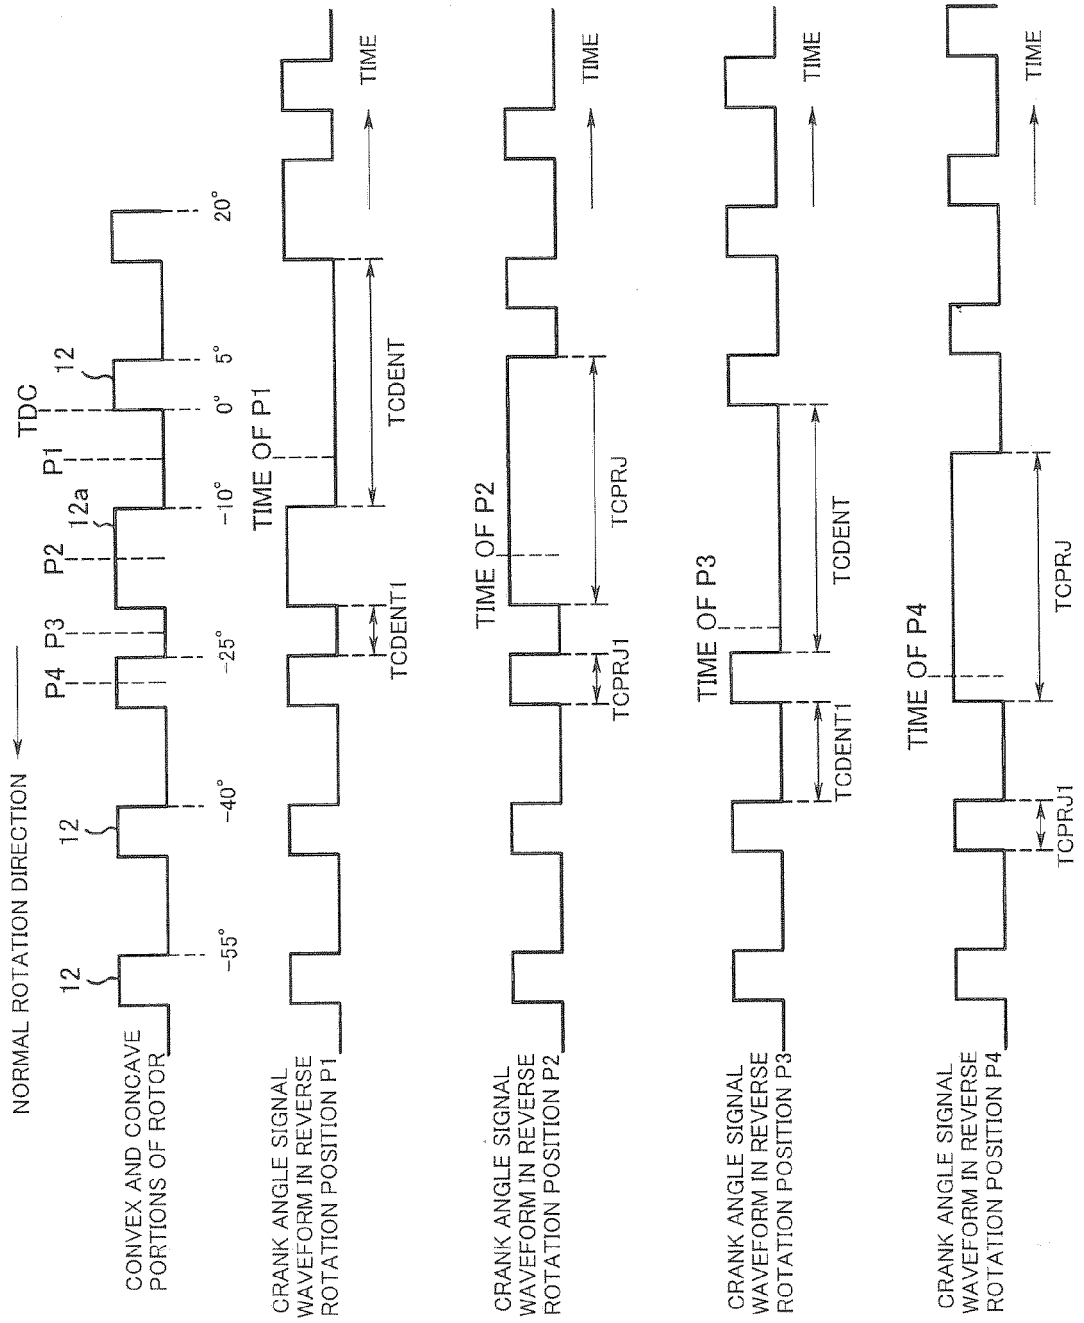 NORMAL ROTATION DIRECTION
TDC
P4
P3
P2
P1
12
12
12a
12
CONVEX AND CONCAVE
PORTIONS OF ROTOR
-55°
-40°
-25°
-10°
0°
5°
20°
CRANK ANGLE SIGNAL
WAVEFORM IN REVERSE
ROTATION POSITION P1
TIME OF P1
TCDENT1
TCDENT
TIME
CRANK ANGLE SIGNAL
WAVEFORM IN REVERSE
ROTATION POSITION P2
TIME OF P2
TCPRJ1
TCPRJ
TIME
CRANK ANGLE SIGNAL
WAVEFORM IN REVERSE
ROTATION POSITION P3
TIME OF P3
TCDENT1
TCDENT
TIME
CRANK ANGLE SIGNAL
WAVEFORM IN REVERSE
ROTATION POSITION P4
TIME OF P4
TCPRJ1
TCPRJ
TIME